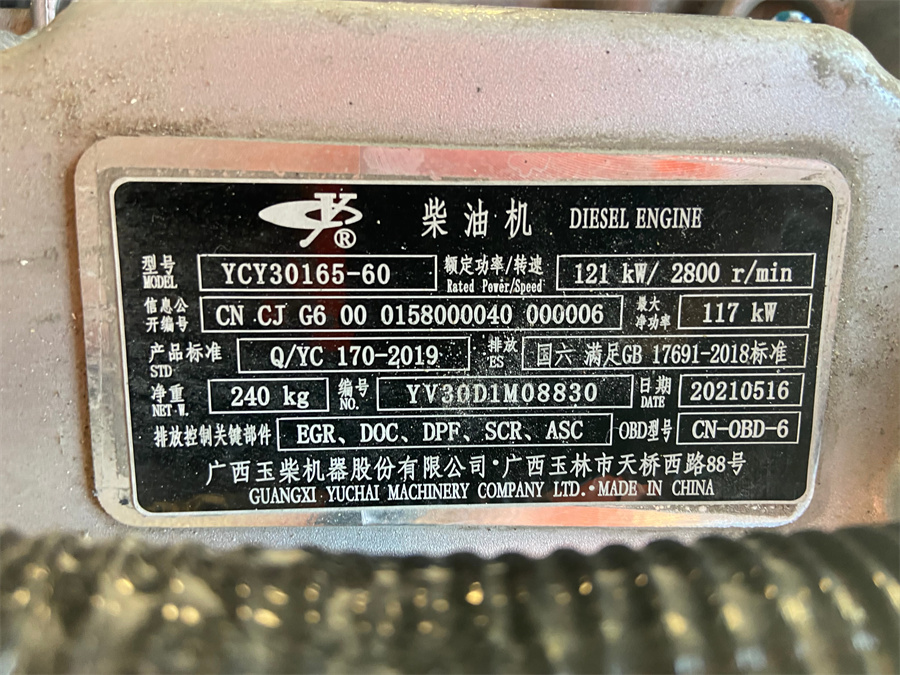 ® 柴油机 DIESEL ENGINE
型号 MODEL YCY30165-60 额定功率/转速 Rated Power/Speed 121 kW/ 2800 r/min
信息公开编号 CN CJ G6 00 0158000040 000006 最大净功率 117 kW
产品标准 STD Q/YC 170-2019 排放 ES 国六 满足GB 17691-2018标准
净重 NET·W. 240 kg 编号 NO. YV30D1M08830 日期 DATE 20210516
排放控制关键部件 EGR、DOC、DPF、SCR、ASC OBD型号 CN-OBD-6
广西玉柴机器股份有限公司·广西玉林市天桥西路88号
GUANGXI YUCHAI MACHINERY COMPANY LTD.·MADE IN CHINA